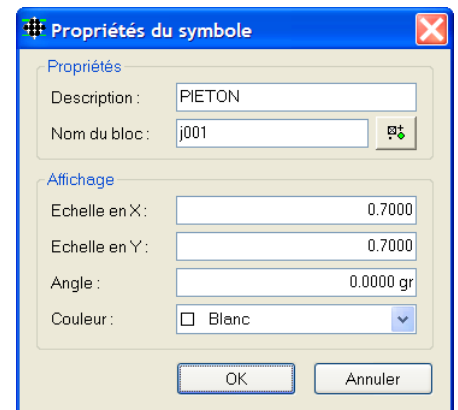 Propriétés du symbole
Propriétés
Description : PIETON
Nom du bloc : j001
Affichage
Echelle en X : 0.7000
Echelle en Y : 0.7000
Angle : 0.0000 gr
Couleur : Blanc
OK Annuler